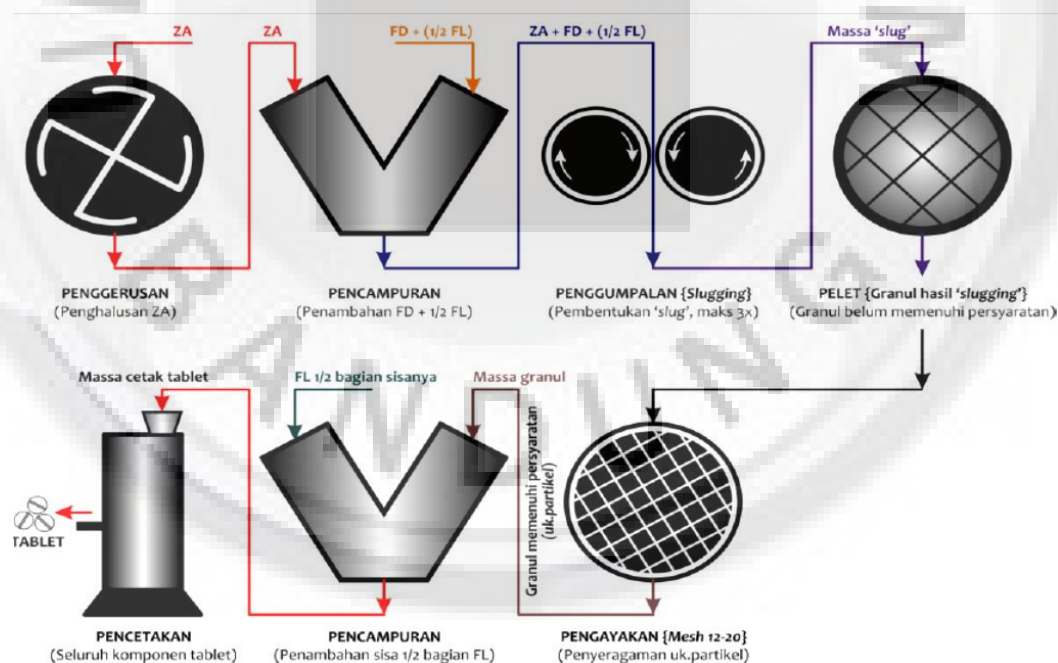 ZA
ZA
FD + (1/2 FL)
ZA + FD + (1/2 FL)
Massa ‘slug’
PENGGERUSAN
(Penghalusan ZA)
PENCAMPURAN
(Penambahan FD + 1/2 FL)
PENGGUMPALAN {Slugging}
(Pembentukan ‘slug’, maks 3x)
PELET {Granul hasil ‘slugging’}
(Granul belum memenuhi persyaratan)
Massa cetak tablet
FL 1/2 bagian sisanya
Massa granul
Granul memenuhi persyaratan
(uk.partikel)
TABLET
PENCETAKAN
(Seluruh komponen tablet)
PENCAMPURAN
(Penambahan sisa 1/2 bagian FL)
PENGAYAKAN {Mesh 12-20}
(Penyeragaman uk.partikel)
BANDUNG